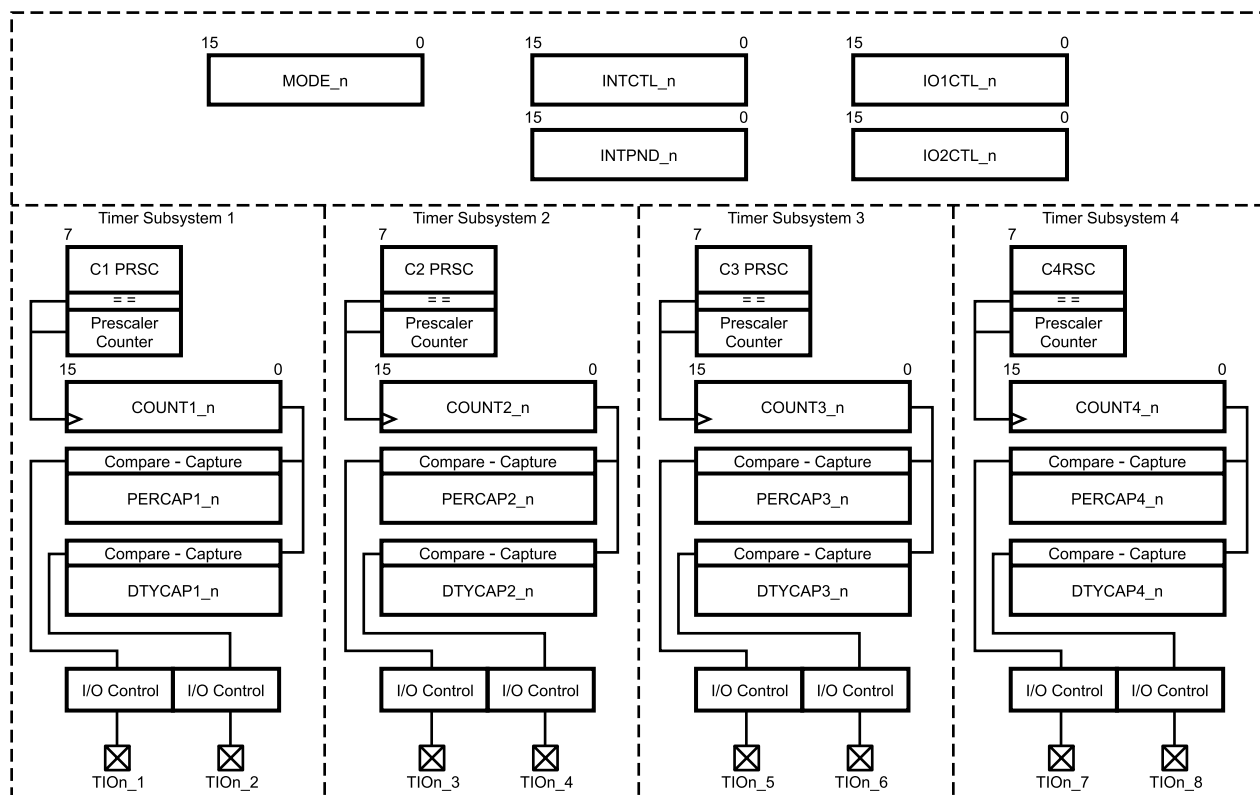 15 0 15 0 15 0
MODE_n INTCTL_n IO1CTL_n
15 0 15 0
INTPND_n IO2CTL_n
Timer Subsystem 1 Timer Subsystem 2 Timer Subsystem 3 Timer Subsystem 4
7 7 7 7
C1 PRSC C2 PRSC C3 PRSC C4RSC
= = = = = = = =
Prescaler Prescaler Prescaler Prescaler
Counter Counter Counter Counter
15 0 15 0 15 0 15 0
COUNT1_n COUNT2_n COUNT3_n COUNT4_n
Compare - Capture Compare - Capture Compare - Capture Compare - Capture
PERCAP1_n PERCAP2_n PERCAP3_n PERCAP4_n
Compare - Capture Compare - Capture Compare - Capture Compare - Capture
DTYCAP1_n DTYCAP2_n DTYCAP3_n DTYCAP4_n
I/O Control I/O Control I/O Control I/O Control I/O Control I/O Control I/O Control I/O Control
TIOn_1 TIOn_2 TIOn_3 TIOn_4 TIOn_5 TIOn_6 TIOn_7 TIOn_8